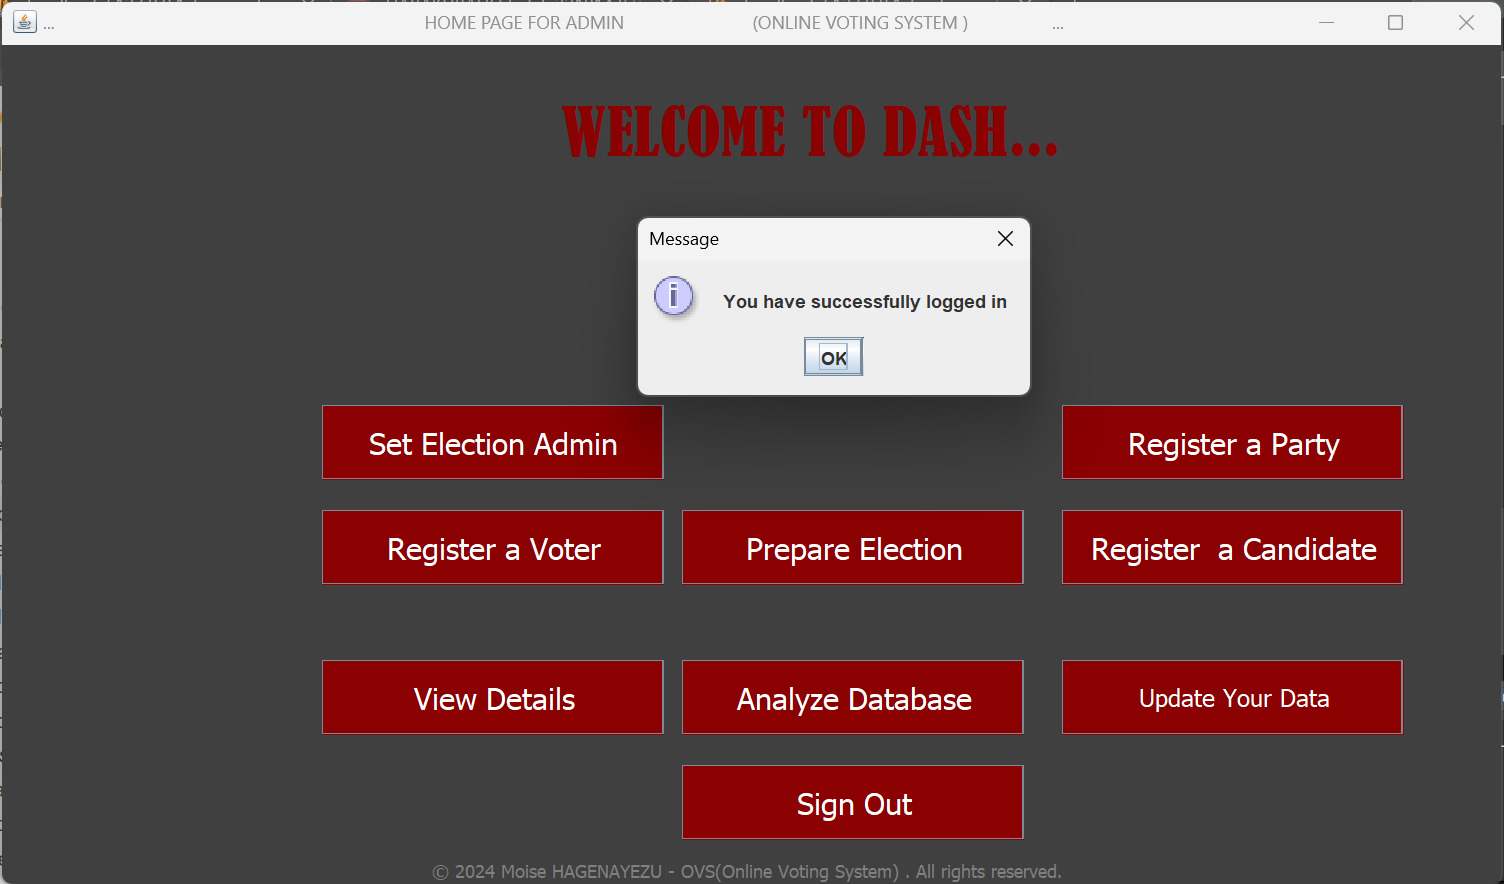 ... HOME PAGE FOR ADMIN (ONLINE VOTING SYSTEM ) ...
WELCOME TO DASH...
Message
You have successfully logged in
OK
Set Election Admin
Register a Party
Register a Voter
Prepare Election
Register  a Candidate
View Details
Analyze Database
Update Your Data
Sign Out
© 2024 Moise HAGENAYEZU - OVS(Online Voting System) . All rights reserved.